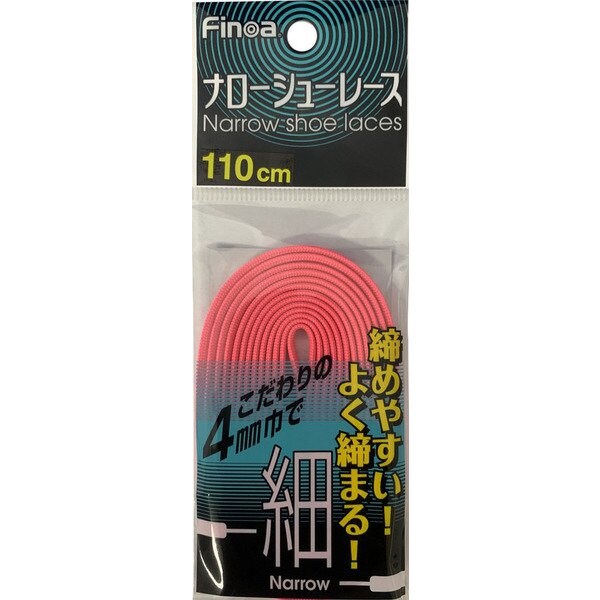 Finoa
ナローシューレース
Narrow shoe laces
110cm
締めやすい!
よく締まる!
こだわりの
4mm巾で
細
Narrow